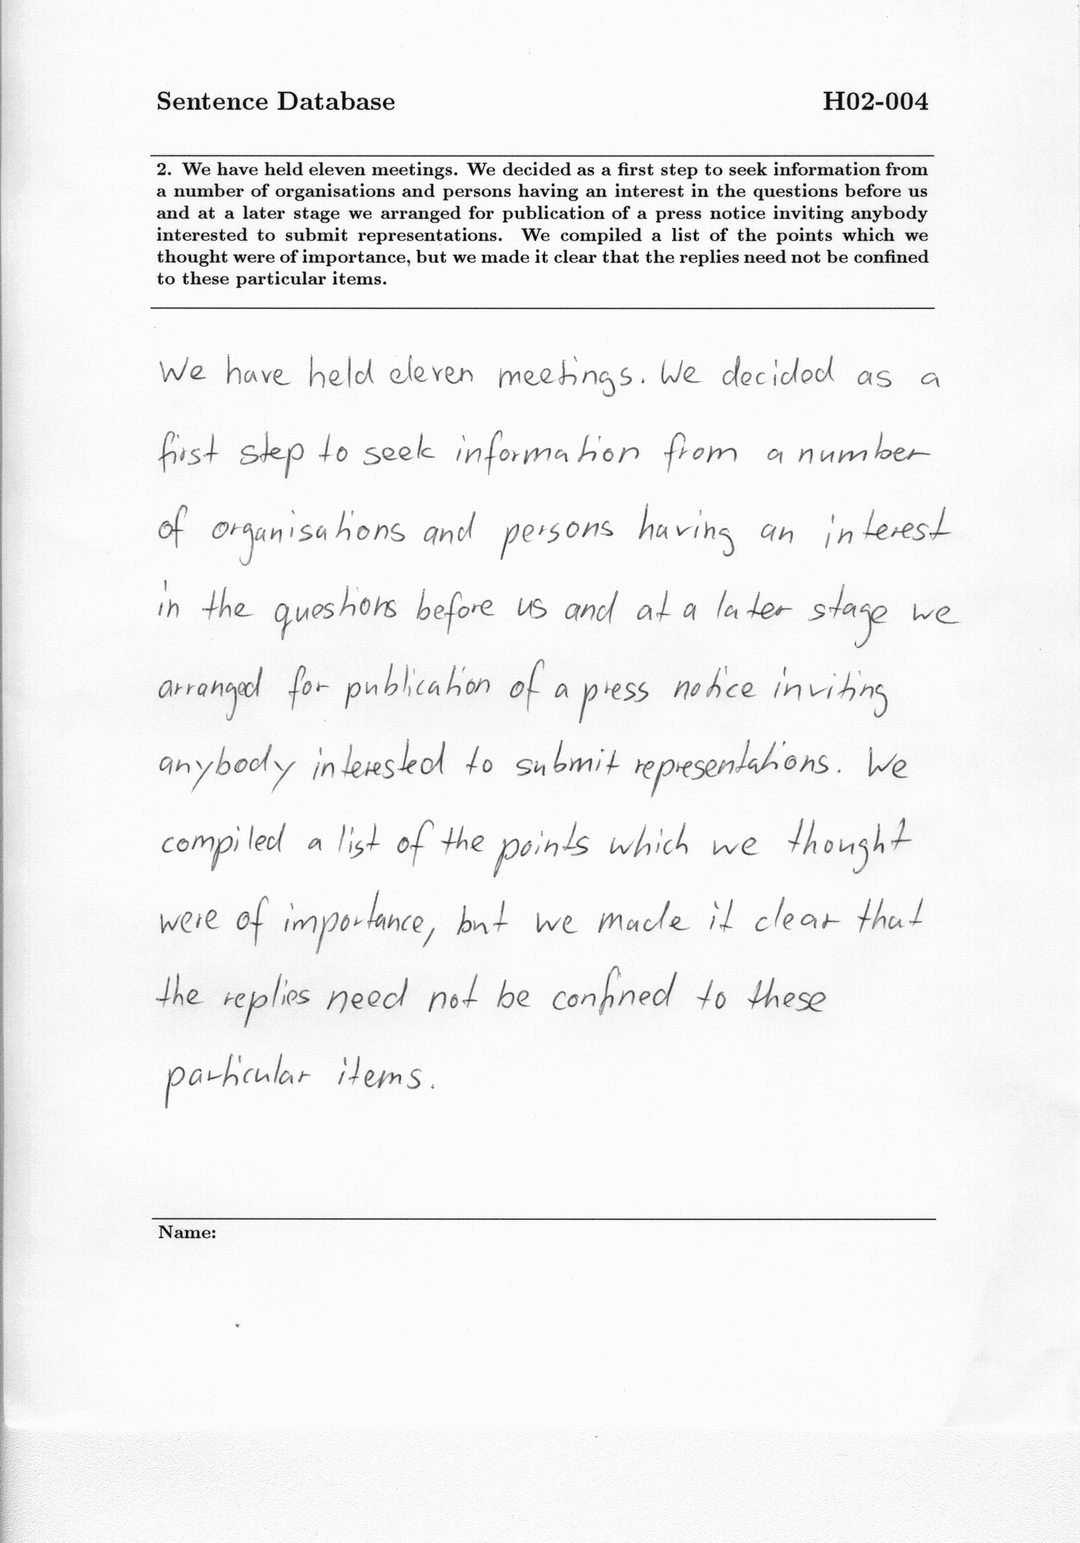 Sentence Database H02-004
2. We have held eleven meetings. We decided as a first step to seek information from
a number of organisations and persons having an interest in the questions before us
and at a later stage we arranged for publication of a press notice inviting anybody
interested to submit representations. We compiled a list of the points which we
thought were of importance, but we made it clear that the replies need not be confined
to these particular items.
We have held eleven meetings. We decided as a
first step to seek information from a number
of organisations and persons having an interest
in the questions before us and at a later stage we
arranged for publication of a press notice inviting
anybody interested to submit representations. We
compiled a list of the points which we thought
were of importance, but we made it clear that
the replies need not be confined to these
particular items.
Name: